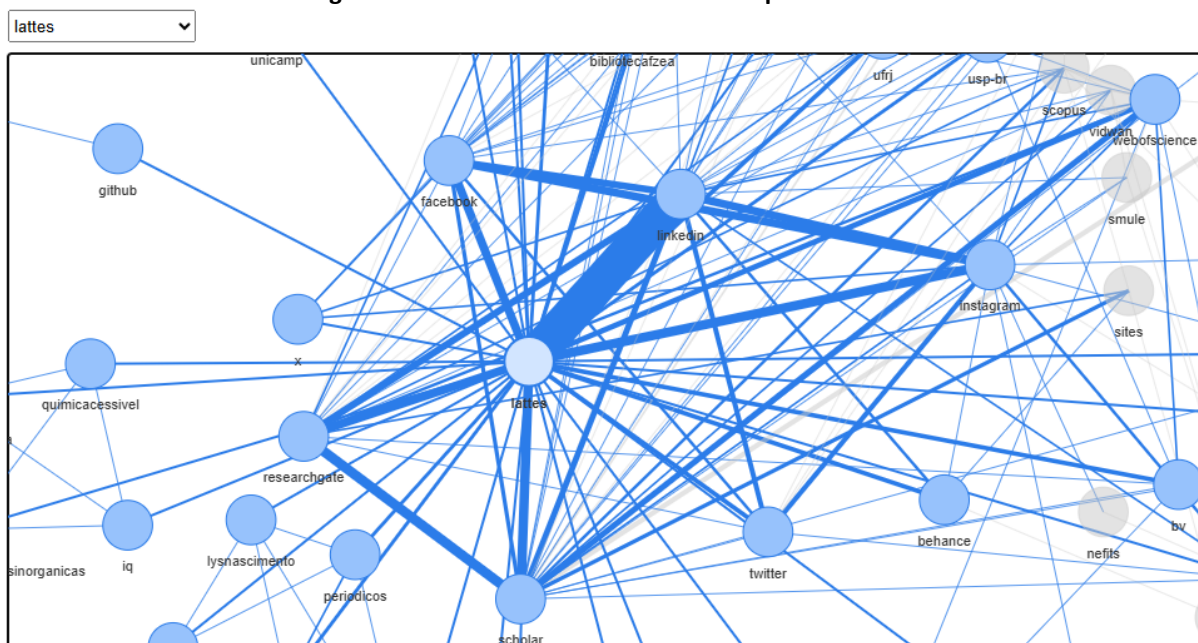 lattes
unicamp
bibliotecafzea
ufrj
usp-br
scopus
vidwan
webofscience
github
facebook
linkedin
smule
instagram
sites
x
quimicacessivel
lattes
researchgate
behance
bv
nefits
sinorganicas
iq
lysnascimento
periodicos
twitter
scholar